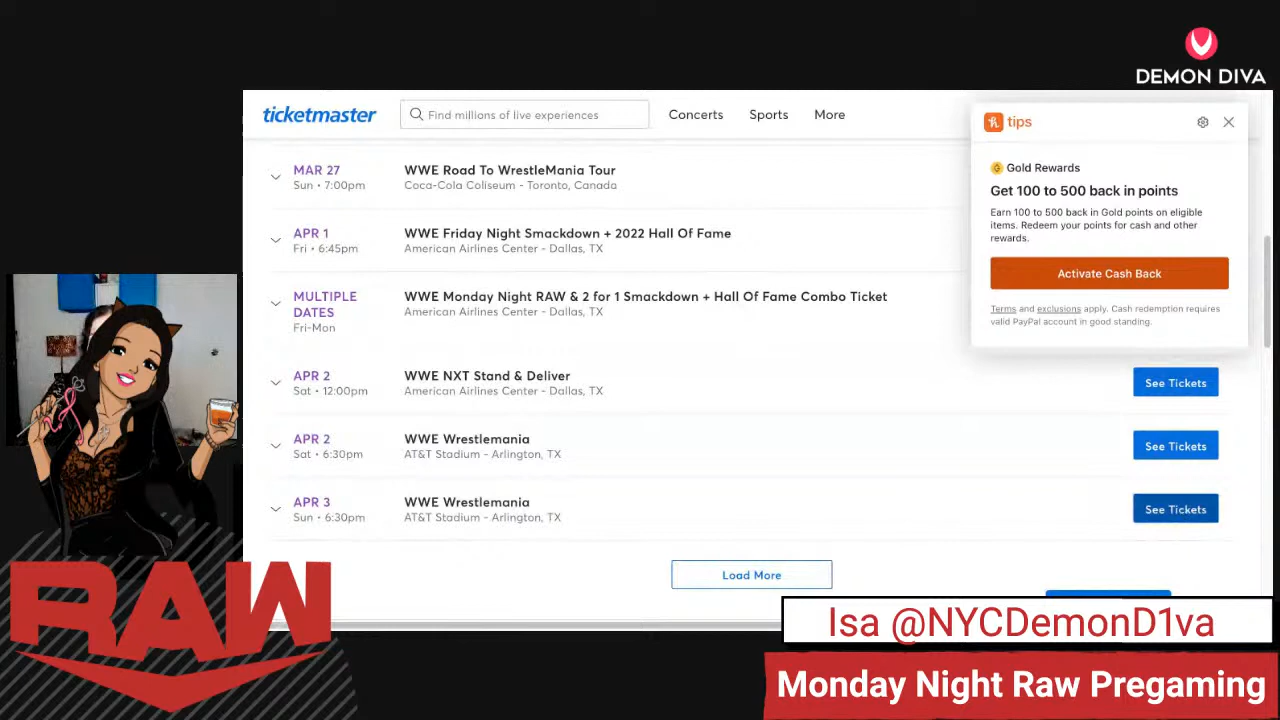 DEMON DIVA
ticketmaster
Find millions of live experiences
Concerts
Sports
More
tips
Gold Rewards
Get 100 to 500 back in points
Earn 100 to 500 back in Gold points on eligible
items. Redeem your points for cash and other
rewards.
Activate Cash Back
Terms and exclusions apply. Cash redemption requires
valid PayPal account in good standing.
MAR 27
Sun • 7:00pm
WWE Road To WrestleMania Tour
Coca-Cola Coliseum - Toronto, Canada
APR 1
Fri • 6:45pm
WWE Friday Night Smackdown + 2022 Hall Of Fame
American Airlines Center - Dallas, TX
MULTIPLE
DATES
Fri-Mon
WWE Monday Night RAW & 2 for 1 Smackdown + Hall Of Fame Combo Ticket
American Airlines Center - Dallas, TX
APR 2
Sat • 12:00pm
WWE NXT Stand & Deliver
American Airlines Center - Dallas, TX
See Tickets
APR 2
Sat • 6:30pm
WWE Wrestlemania
AT&T Stadium - Arlington, TX
See Tickets
APR 3
Sun • 6:30pm
WWE Wrestlemania
AT&T Stadium - Arlington, TX
See Tickets
Load More
RAW
Isa @NYCDemonD1va
Monday Night Raw Pregaming